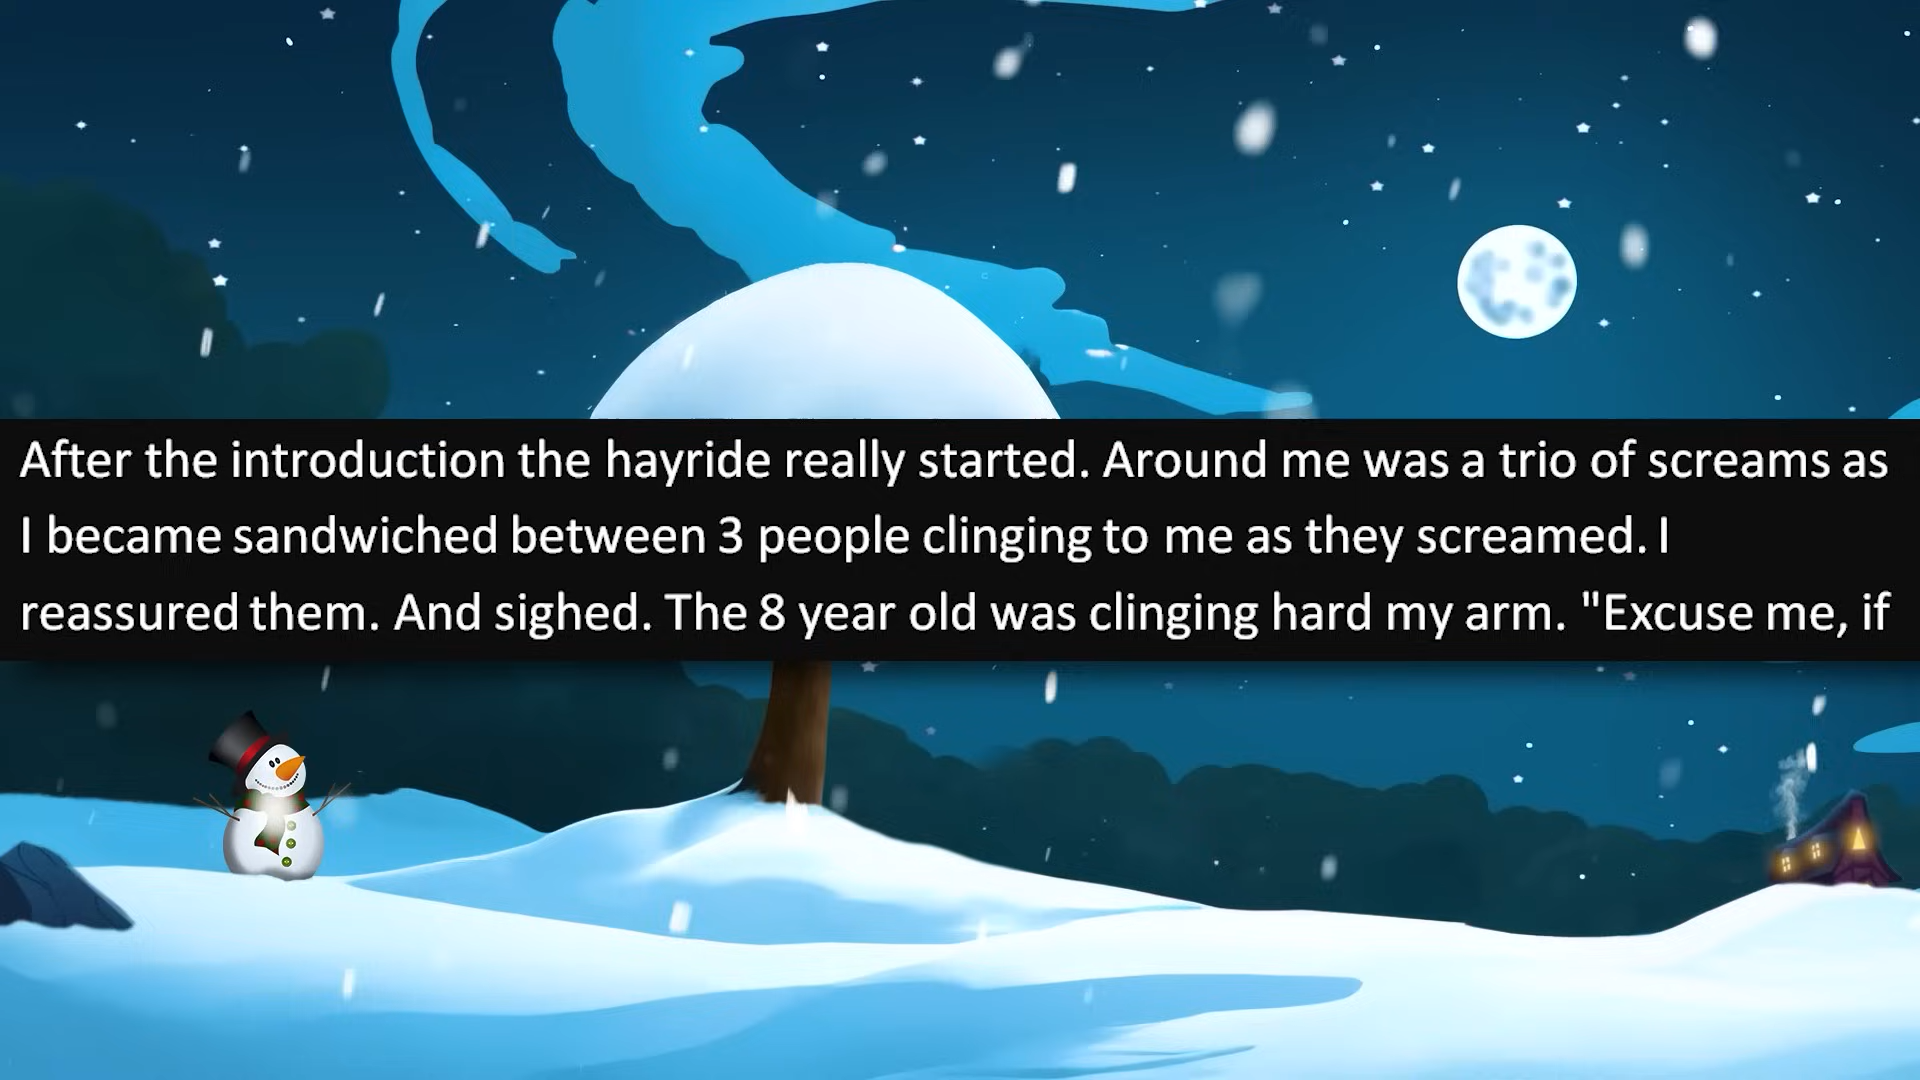 After the introduction the hayride really started. Around me was a trio of screams as
I became sandwiched between 3 people clinging to me as they screamed. I
reassured them. And sighed. The 8 year old was clinging hard my arm. "Excuse me, if